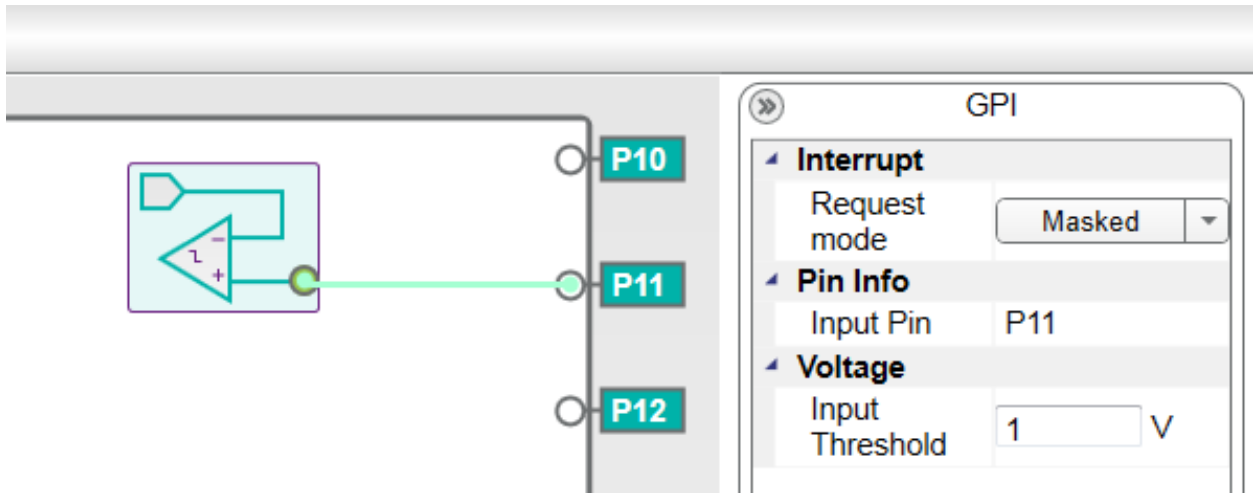 P10
P11
P12
GPI
Interrupt
Request
mode
Masked
Pin Info
Input Pin P11
Voltage
Input
Threshold
1 V